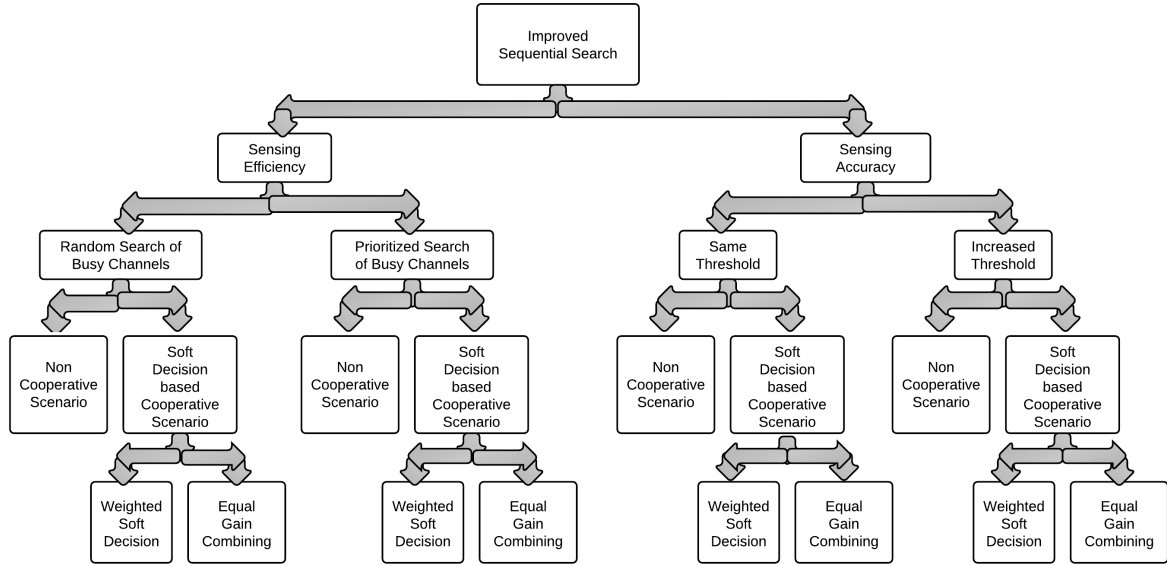 Improved
Sequential Search
Sensing
Efficiency
Sensing
Accuracy
Random Search of
Busy Channels
Prioritized Search
of Busy Channels
Same
Threshold
Increased
Threshold
Non
Cooperative
Scenario
Soft
Decision
based
Cooperative
Scenario
Non
Cooperative
Scenario
Soft
Decision
based
Cooperative
Scenario
Non
Cooperative
Scenario
Soft
Decision
based
Cooperative
Scenario
Non
Cooperative
Scenario
Soft
Decision
based
Cooperative
Scenario
Weighted
Soft
Decision
Equal
Gain
Combining
Weighted
Soft
Decision
Equal
Gain
Combining
Weighted
Soft
Decision
Equal
Gain
Combining
Weighted
Soft
Decision
Equal
Gain
Combining